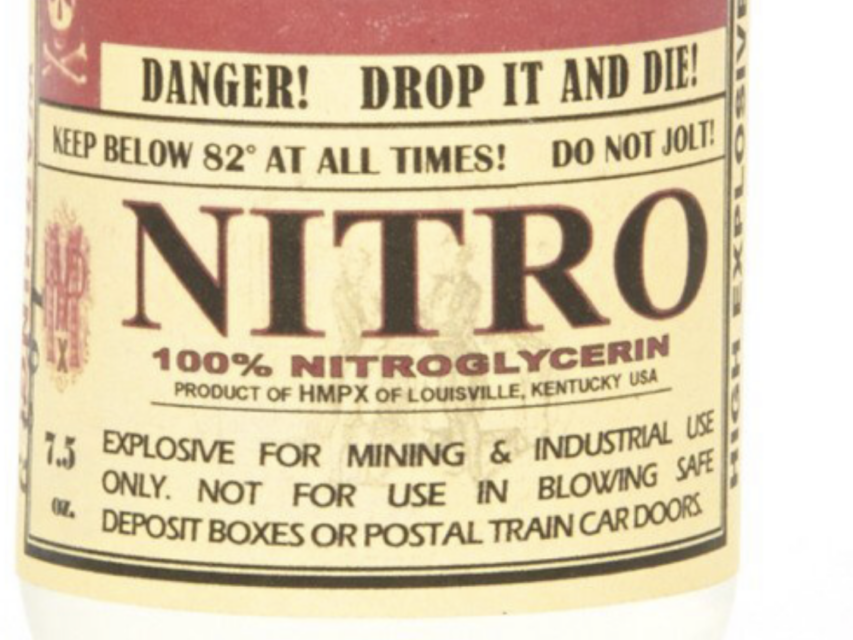 DANGER! DROP IT AND DIE!
KEEP BELOW 82° AT ALL TIMES! DO NOT JOLT!
NITRO
100% NITROGLYCERIN
PRODUCT OF HMPX OF LOUISVILLE, KENTUCKY USA
7.5 oz.
EXPLOSIVE FOR MINING & INDUSTRIAL USE
ONLY. NOT FOR USE IN BLOWING SAFE
DEPOSIT BOXES OR POSTAL TRAIN CAR DOORS.
HIGH EXPLOSIVE